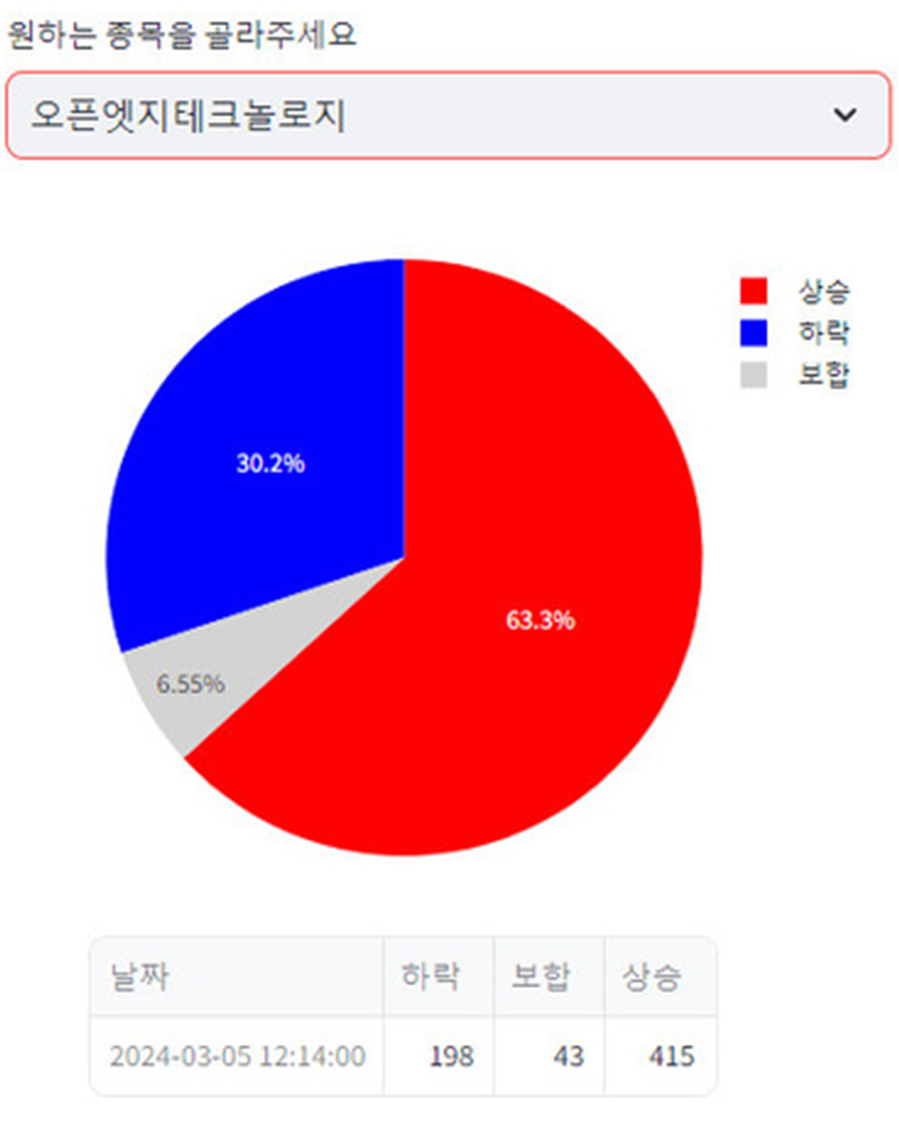 원하는 종목을 골라주세요
오픈엣지테크놀로지
상승
하락
보합
30.2%
63.3%
6.55%
날짜 하락 보합 상승
2024-03-05 12:14:00 198 43 415